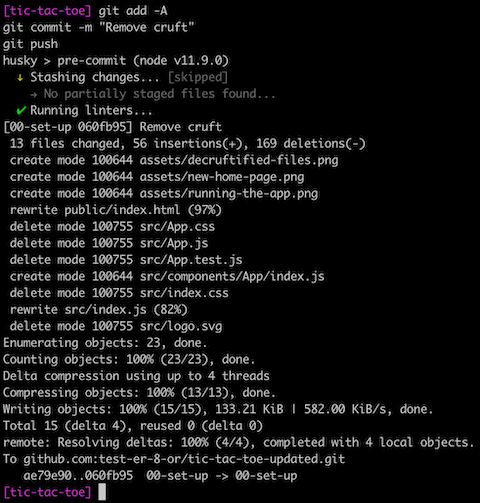 [tic-tac-toe] git add -A
git commit -m "Remove cruft"
git push
husky > pre-commit (node v11.9.0)
↓ Stashing changes... [skipped]
→ No partially staged files found...
✔ Running linters...
[00-set-up 060fb95] Remove cruft
13 files changed, 56 insertions(+), 169 deletions(-)
create mode 100644 assets/decruftified-files.png
create mode 100644 assets/new-home-page.png
create mode 100644 assets/running-the-app.png
rewrite public/index.html (97%)
delete mode 100755 src/App.css
delete mode 100755 src/App.js
delete mode 100755 src/App.test.js
create mode 100644 src/components/App/index.js
delete mode 100755 src/index.css
rewrite src/index.js (82%)
delete mode 100755 src/logo.svg
Enumerating objects: 23, done.
Counting objects: 100% (23/23), done.
Delta compression using up to 4 threads
Compressing objects: 100% (13/13), done.
Writing objects: 100% (15/15), 133.21 KiB | 582.00 KiB/s, done.
Total 15 (delta 4), reused 0 (delta 0)
remote: Resolving deltas: 100% (4/4), completed with 4 local objects.
To github.com:test-er-8-or/tic-tac-toe-updated.git
ae79e90..060fb95  00-set-up -> 00-set-up
[tic-tac-toe]